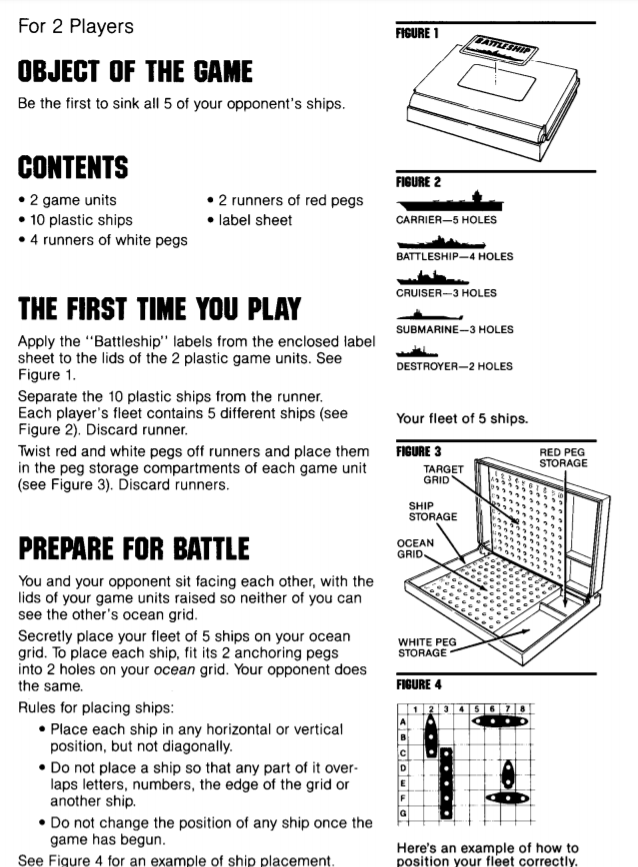 For 2 Players
OBJECT OF THE GAME
Be the first to sink all 5 of your opponent's ships.
CONTENTS
• 2 game units
• 10 plastic ships
• 4 runners of white pegs
• 2 runners of red pegs
• label sheet
THE FIRST TIME YOU PLAY
Apply the "Battleship" labels from the enclosed label
sheet to the lids of the 2 plastic game units. See
Figure 1.
Separate the 10 plastic ships from the runner.
Each player's fleet contains 5 different ships (see
Figure 2). Discard runner.
Twist red and white pegs off runners and place them
in the peg storage compartments of each game unit
(see Figure 3). Discard runners.
PREPARE FOR BATTLE
You and your opponent sit facing each other, with the
lids of your game units raised so neither of you can
see the other's ocean grid.
Secretly place your fleet of 5 ships on your ocean
grid. To place each ship, fit its 2 anchoring pegs
into 2 holes on your ocean grid. Your opponent does
the same.
Rules for placing ships:
• Place each ship in any horizontal or vertical
position, but not diagonally.
• Do not place a ship so that any part of it over-
laps letters, numbers, the edge of the grid or
another ship.
• Do not change the position of any ship once the
game has begun.
See Figure 4 for an example of ship placement.
FIGURE 1
BATTLESHIP
FIGURE 2
CARRIER—5 HOLES
BATTLESHIP—4 HOLES
CRUISER—3 HOLES
SUBMARINE—3 HOLES
DESTROYER—2 HOLES
Your fleet of 5 ships.
FIGURE 3
TARGET
GRID
RED PEG
STORAGE
SHIP
STORAGE
OCEAN
GRID
WHITE PEG
STORAGE
FIGURE 4
1 2 3 4 5 6 7 8
A
B
C
D
E
F
G
Here's an example of how to
position your fleet correctly.